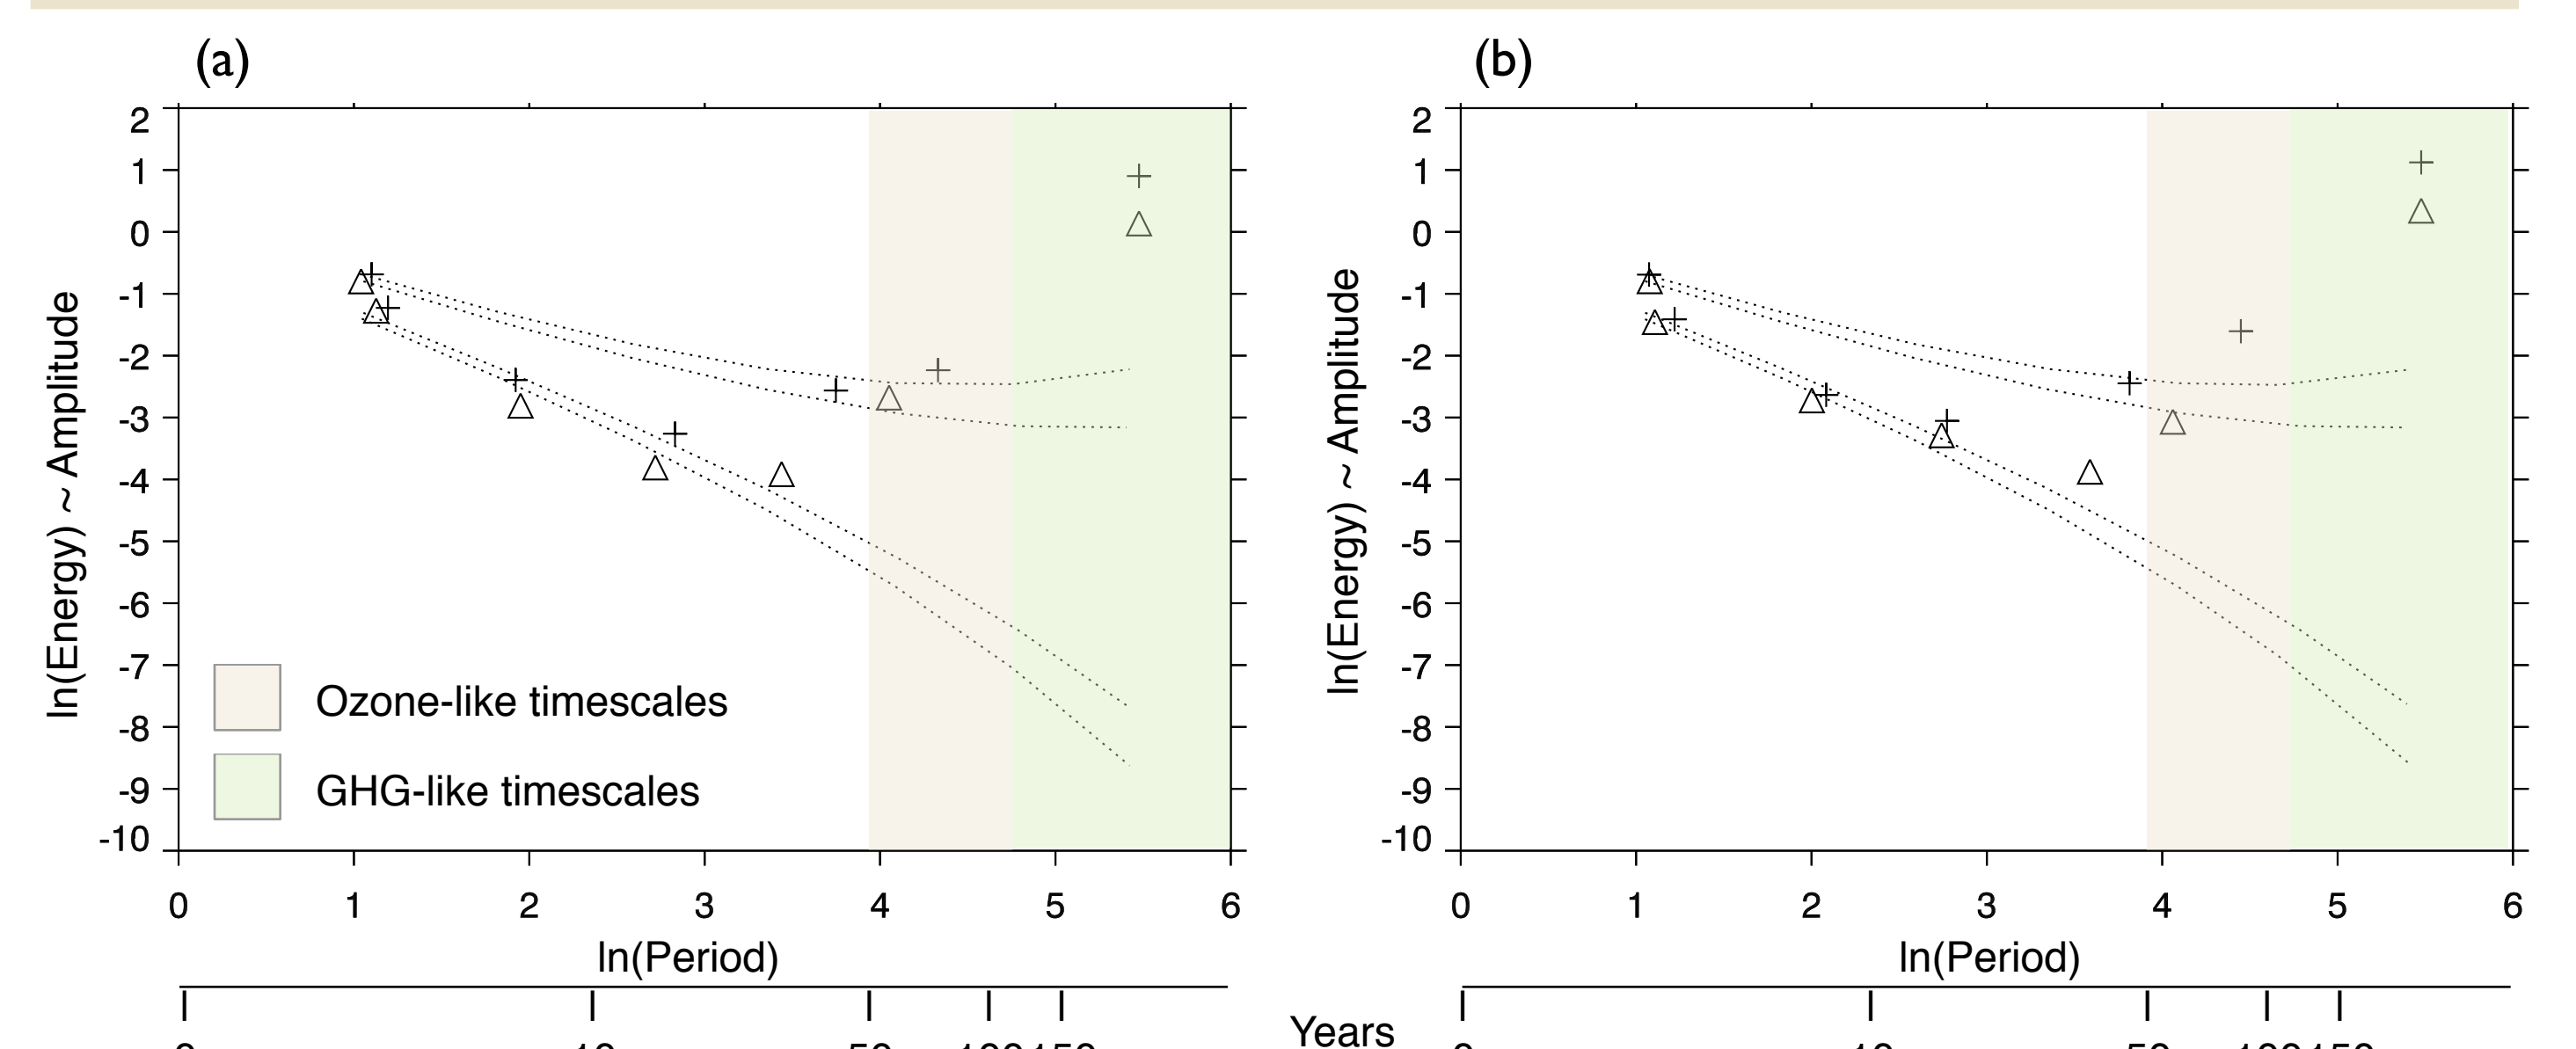 (a)
(b)
2
1
0
-1
-2
-3
-4
-5
-6
-7
-8
-9
-10
ln(Energy) ~ Amplitude
Ozone-like timescales
GHG-like timescales
0 1 2 3 4 5 6
ln(Period)
2
1
0
-1
-2
-3
-4
-5
-6
-7
-8
-9
-10
ln(Energy) ~ Amplitude
0 1 2 3 4 5 6
ln(Period)
Years